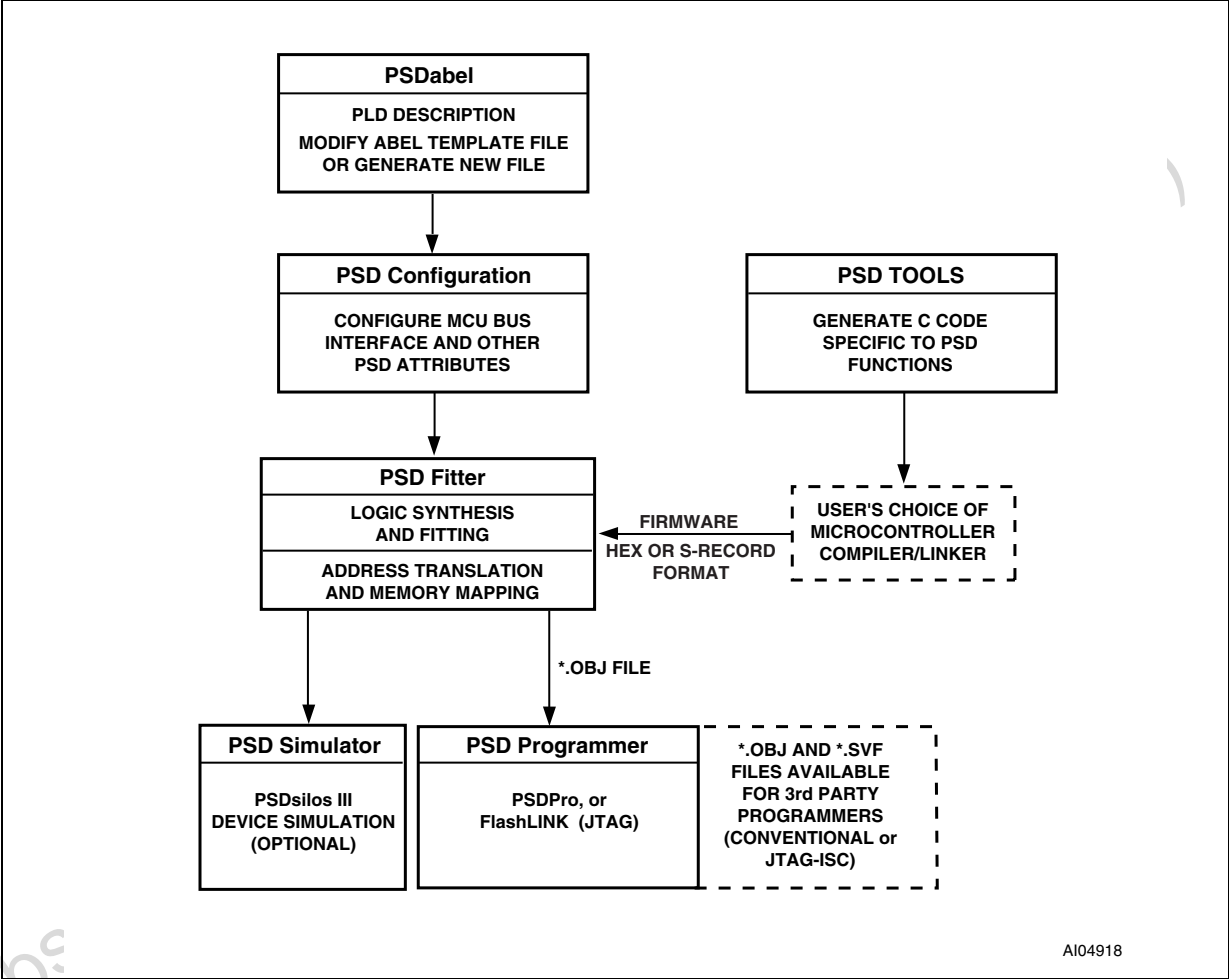 PSDabel
PLD DESCRIPTION
MODIFY ABEL TEMPLATE FILE
OR GENERATE NEW FILE
PSD Configuration
CONFIGURE MCU BUS
INTERFACE AND OTHER
PSD ATTRIBUTES
PSD TOOLS
GENERATE C CODE
SPECIFIC TO PSD
FUNCTIONS
PSD Fitter
LOGIC SYNTHESIS
AND FITTING
ADDRESS TRANSLATION
AND MEMORY MAPPING
FIRMWARE
HEX OR S-RECORD
FORMAT
USER'S CHOICE OF
MICROCONTROLLER
COMPILER/LINKER
*.OBJ FILE
PSD Simulator
PSDsilos III
DEVICE SIMULATION
(OPTIONAL)
PSD Programmer
PSDPro, or
FlashLINK (JTAG)
*.OBJ AND *.SVF
FILES AVAILABLE
FOR 3rd PARTY
PROGRAMMERS
(CONVENTIONAL or
JTAG-ISC)
AI04918